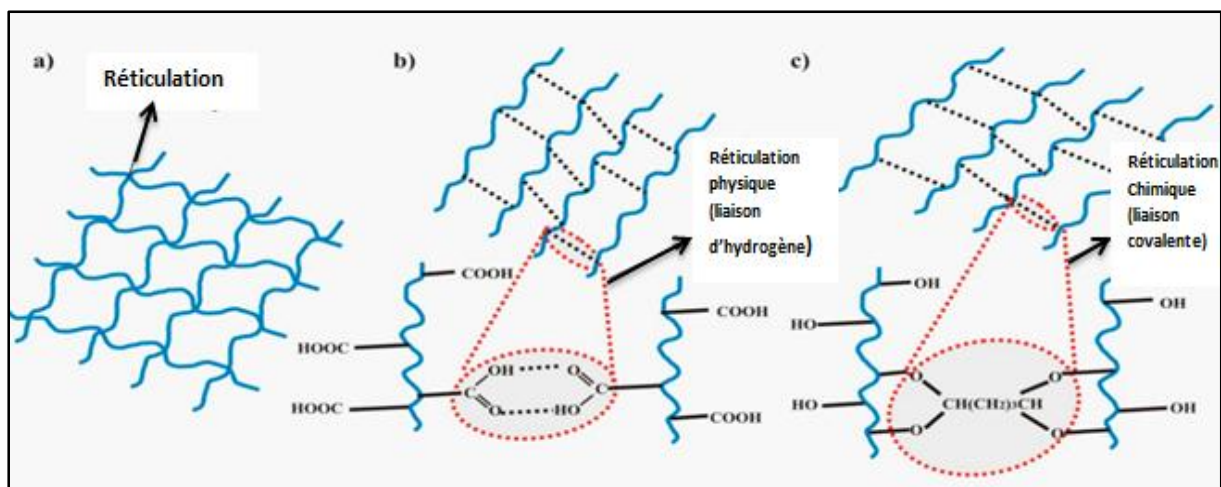 a)
Réticulation
b)
Réticulation
physique
(liaison
d'hydrogène)
COOH
HOOC
COOH
OH
O
C
C
O
HO
HOOC
COOH
c)
Réticulation
Chimique
(liaison
covalente)
OH
OH
HO
O
O
CH(CH2)3CH
HO
OH
O
O